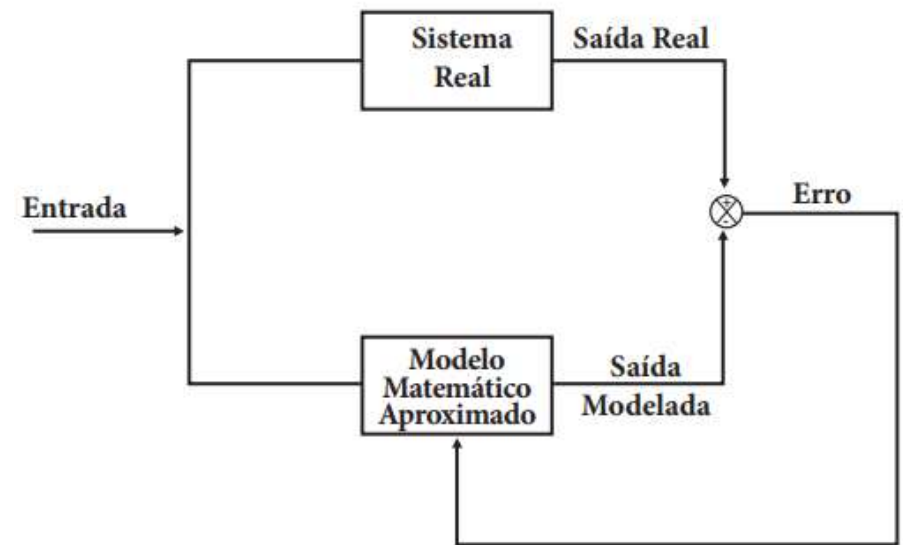 Sistema
Real
Saída Real
Entrada
+
-
Erro
Modelo
Matemático
Aproximado
Saída
Modelada